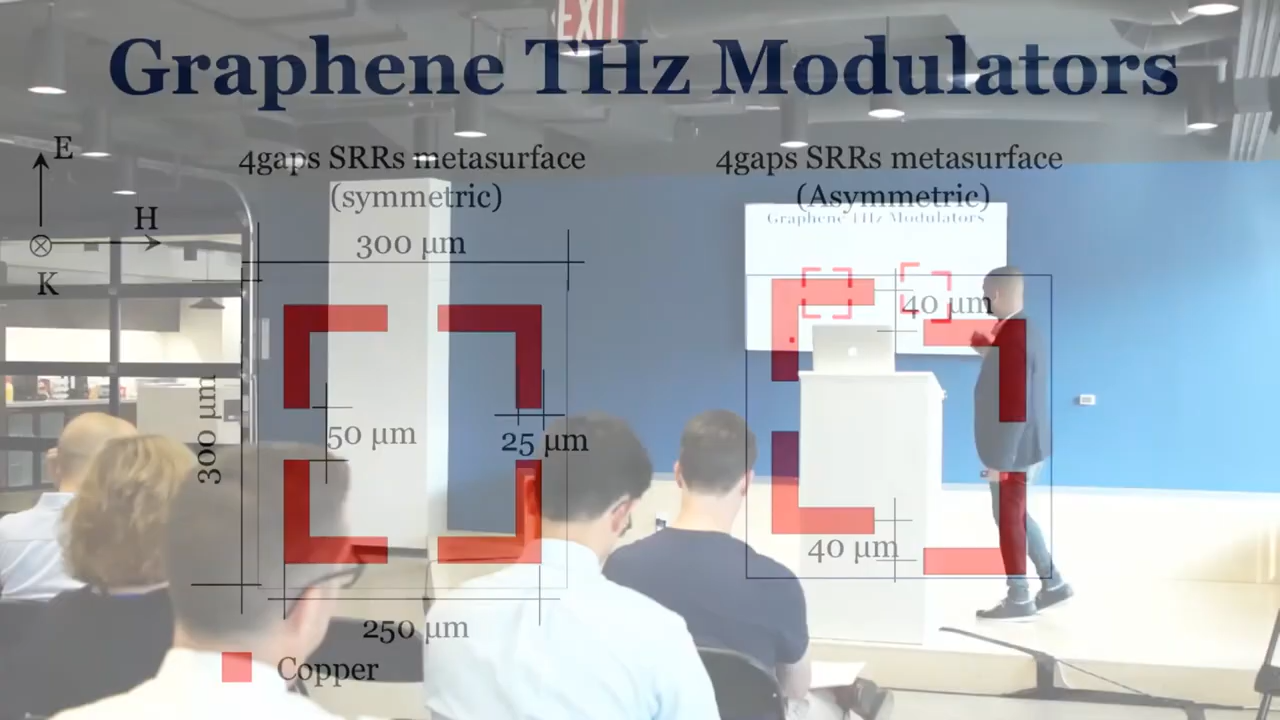 EXIT
Graphene THz Modulators
4gaps SRRs metasurface
(symmetric)
4gaps SRRs metasurface
(Asymmetric)
Graphene THz Modulators
E
H
K
300 µm
300 µm
50 µm
25 µm
250 µm
40 µm
40 µm
Copper